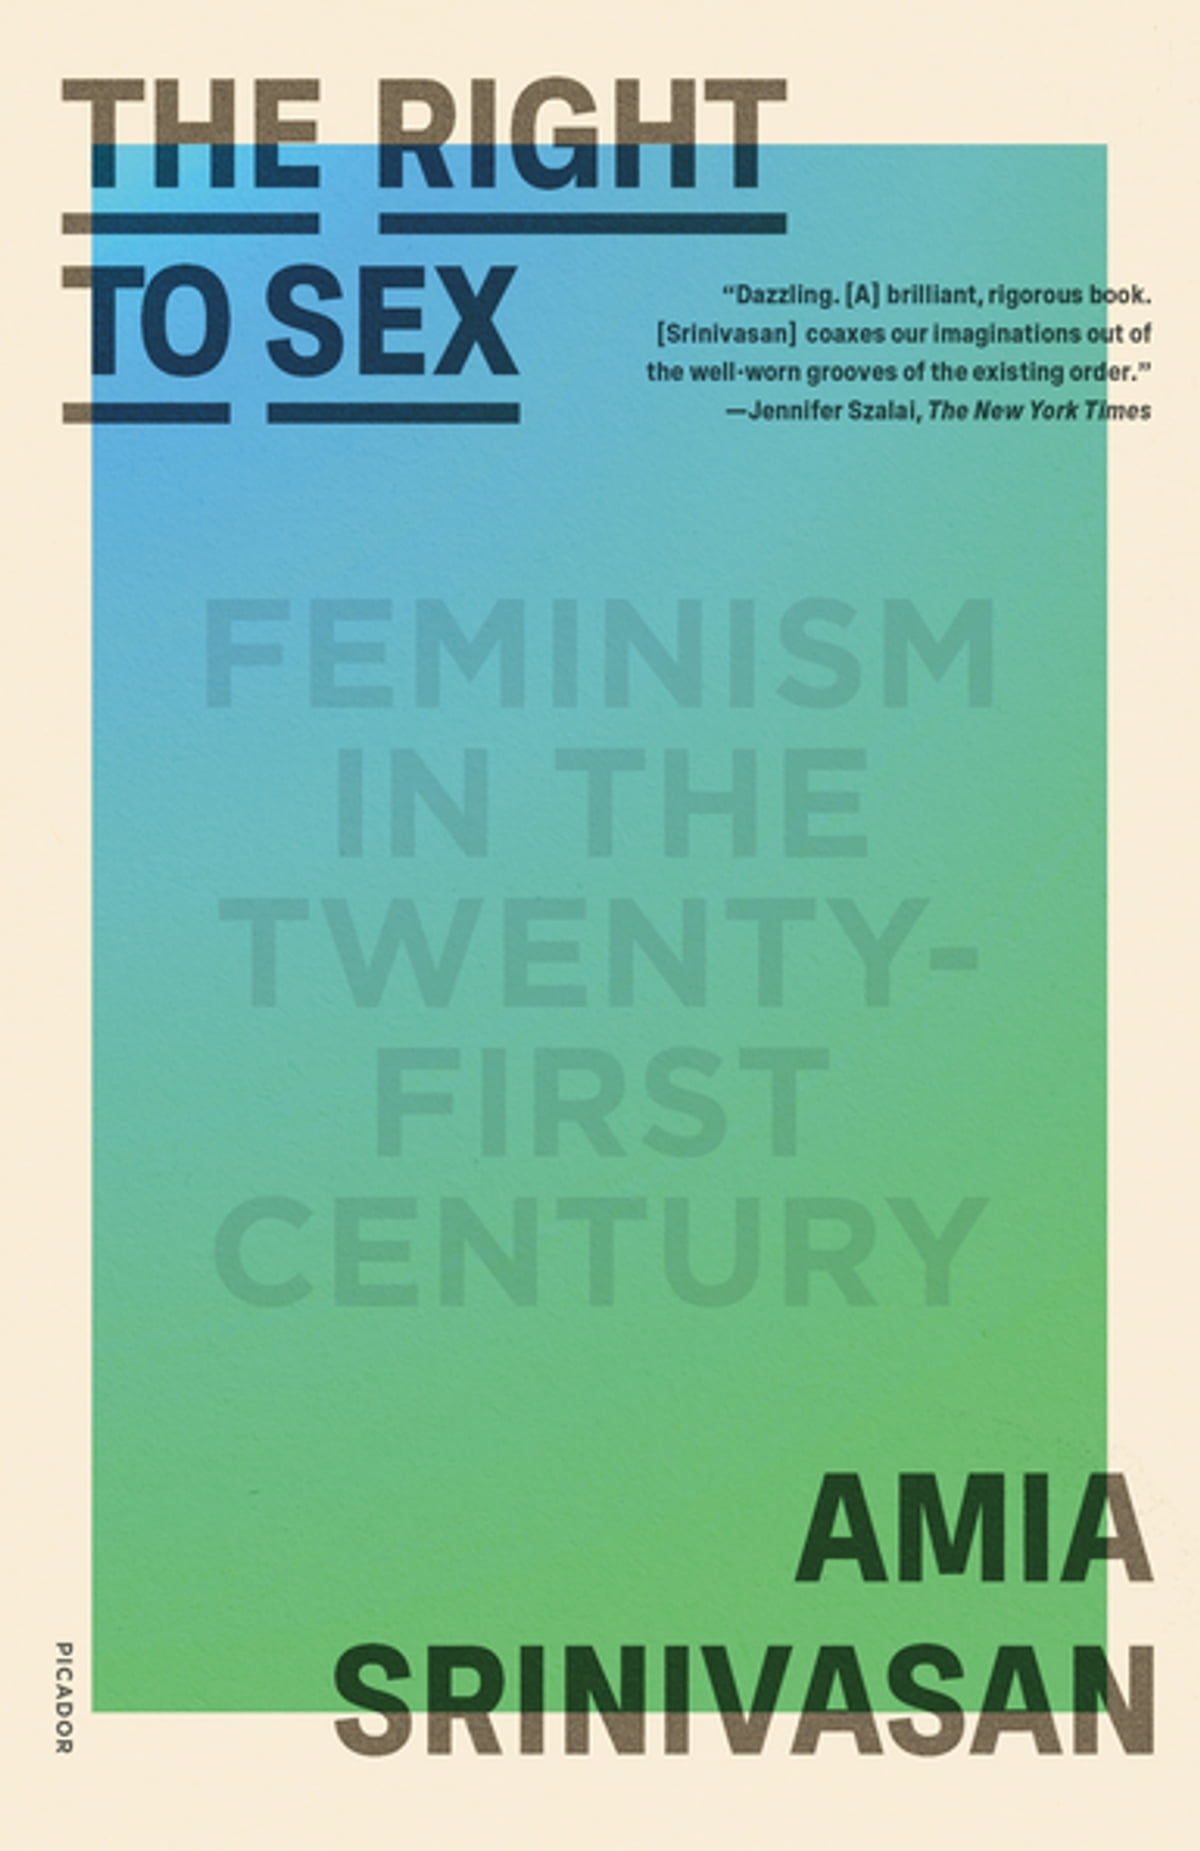 THE RIGHT
TO SEX
“Dazzling. [A] brilliant, rigorous book.
[Srinivasan] coaxes our imaginations out of
the well-worn grooves of the existing order.”
—Jennifer Szalai, The New York Times
FEMINISM
IN THE
TWENTY-
FIRST
CENTURY
AMIA
SRINIVASAN
PICADOR